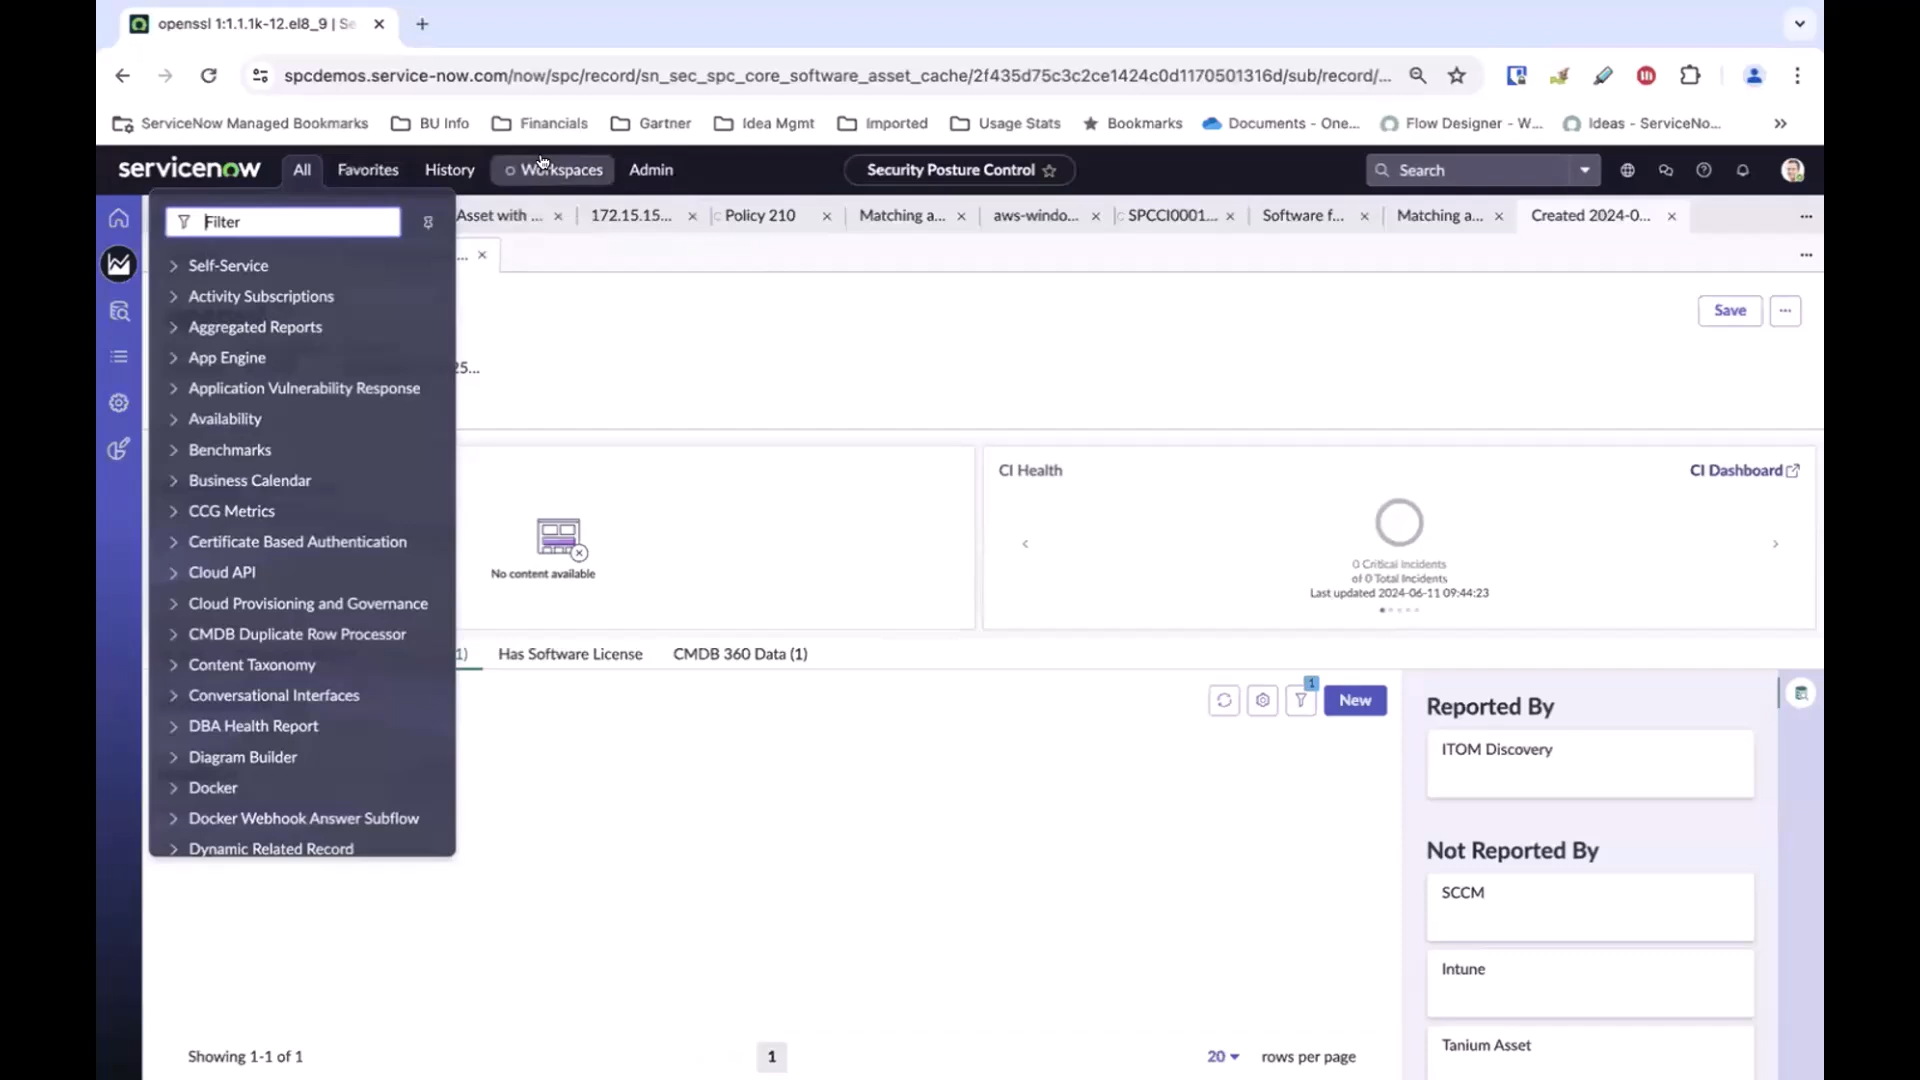 openssl 1:1.1.1k-12.el8_9 | Se
spcdemos.service-now.com/now/spc/record/sn_sec_spc_core_software_asset_cache/2f435d75c3c2ce1424c0d1170501316d/sub/record/...
ServiceNow Managed Bookmarks BU Info Financials Gartner Idea Mgmt Imported Usage Stats Bookmarks Documents - One... Flow Designer - W... Ideas - ServiceNo...
servicenow All Favorites History Workspaces Admin Security Posture Control Search
Filter
Asset with ... 172.15.15... Policy 210 Matching a... aws-windo... SPCCI0001... Software f... Matching a... Created 2024-0...
...
Self-Service
Activity Subscriptions
Aggregated Reports
App Engine
Application Vulnerability Response
Availability
Benchmarks
Business Calendar
CCG Metrics
Certificate Based Authentication
Cloud API
Cloud Provisioning and Governance
CMDB Duplicate Row Processor
Content Taxonomy
Conversational Interfaces
DBA Health Report
Diagram Builder
Docker
Docker Webhook Answer Subflow
Dynamic Related Record
Save
25...
No content available
CI Health CI Dashboard
0 Critical Incidents
of 0 Total Incidents
Last updated 2024-06-11 09:44:23
1) Has Software License CMDB 360 Data (1)
1
New
Reported By
ITOM Discovery
Not Reported By
SCCM
Intune
Tanium Asset
Showing 1-1 of 1 1 20 rows per page